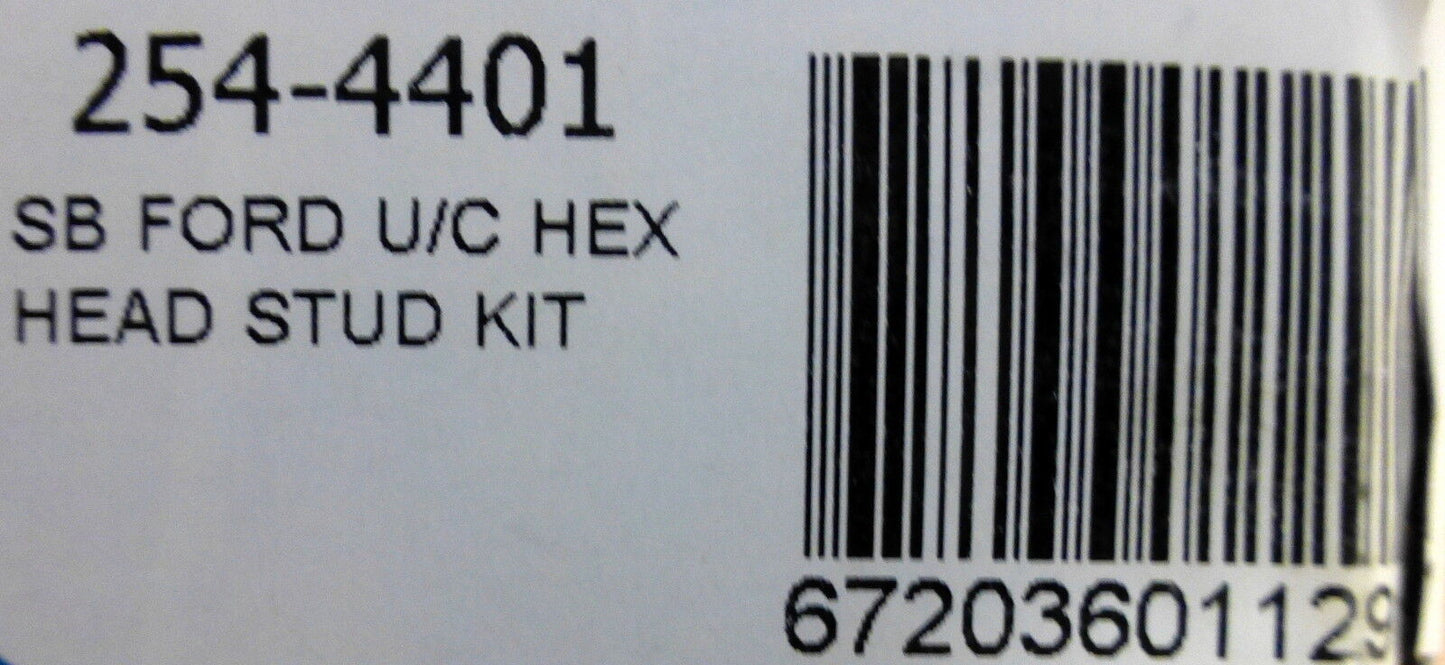 254-4401
SB FORD U/C HEX
HEAD STUD KIT
67203601129